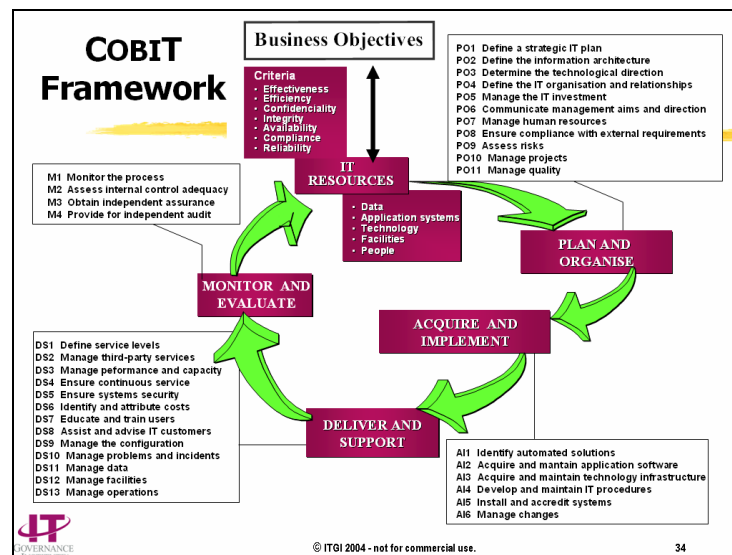 COBIT
Framework
Business Objectives
Criteria
• Effectiveness
• Efficiency
• Confidenciality
• Integrity
• Availability
• Compliance
• Reliability
IT
RESOURCES
• Data
• Application systems
• Technology
• Facilities
• People
PO1 Define a strategic IT plan
PO2 Define the information architecture
PO3 Determine the technological direction
PO4 Define the IT organisation and relationships
PO5 Manage the IT investment
PO6 Communicate management aims and direction
PO7 Manage human resources
PO8 Ensure compliance with external requirements
PO9 Assess risks
PO10 Manage projects
PO11 Manage quality
PLAN AND
ORGANISE
M1 Monitor the process
M2 Assess internal control adequacy
M3 Obtain independent assurance
M4 Provide for independent audit
MONITOR AND
EVALUATE
ACQUIRE AND
IMPLEMENT
DS1 Define service levels
DS2 Manage third-party services
DS3 Manage peformance and capacity
DS4 Ensure continuous service
DS5 Ensure systems security
DS6 Identify and attribute costs
DS7 Educate and train users
DS8 Assist and advise IT customers
DS9 Manage the configuration
DS10 Manage problems and incidents
DS11 Manage data
DS12 Manage facilities
DS13 Manage operations
DELIVER AND
SUPPORT
AI1 Identify automated solutions
AI2 Acquire and mantain application software
AI3 Acquire and maintain technology infrastructure
AI4 Develop and maintain IT procedures
AI5 Install and accredit systems
AI6 Manage changes
IT
GOVERNANCE
© ITGI 2004 - not for commercial use.
34